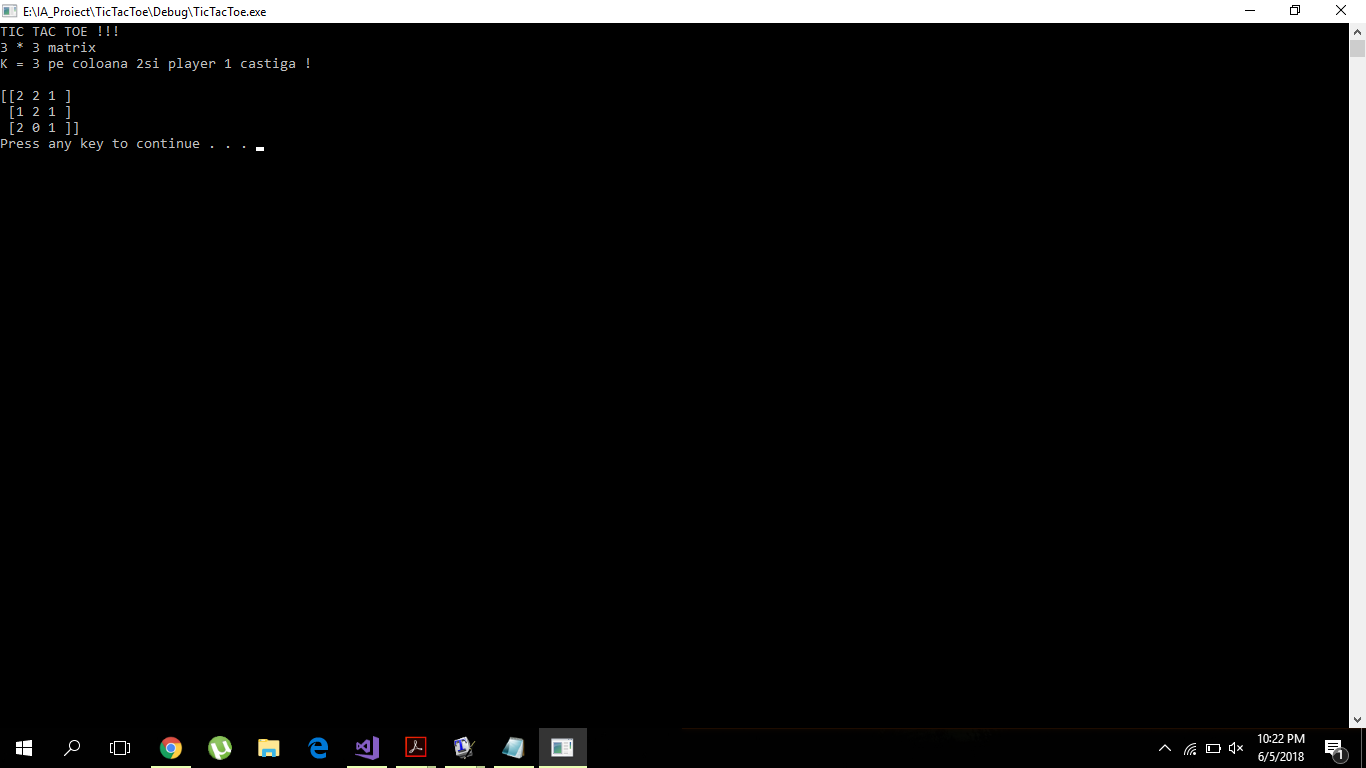 E:\IA_Proiect\TicTacToe\Debug\TicTacToe.exe
TIC TAC TOE !!!
3 * 3 matrix
K = 3 pe coloana 2si player 1 castiga !
[[2 2 1 ]
[1 2 1 ]
[2 0 1 ]]
Press any key to continue . . .
10:22 PM
6/5/2018
1